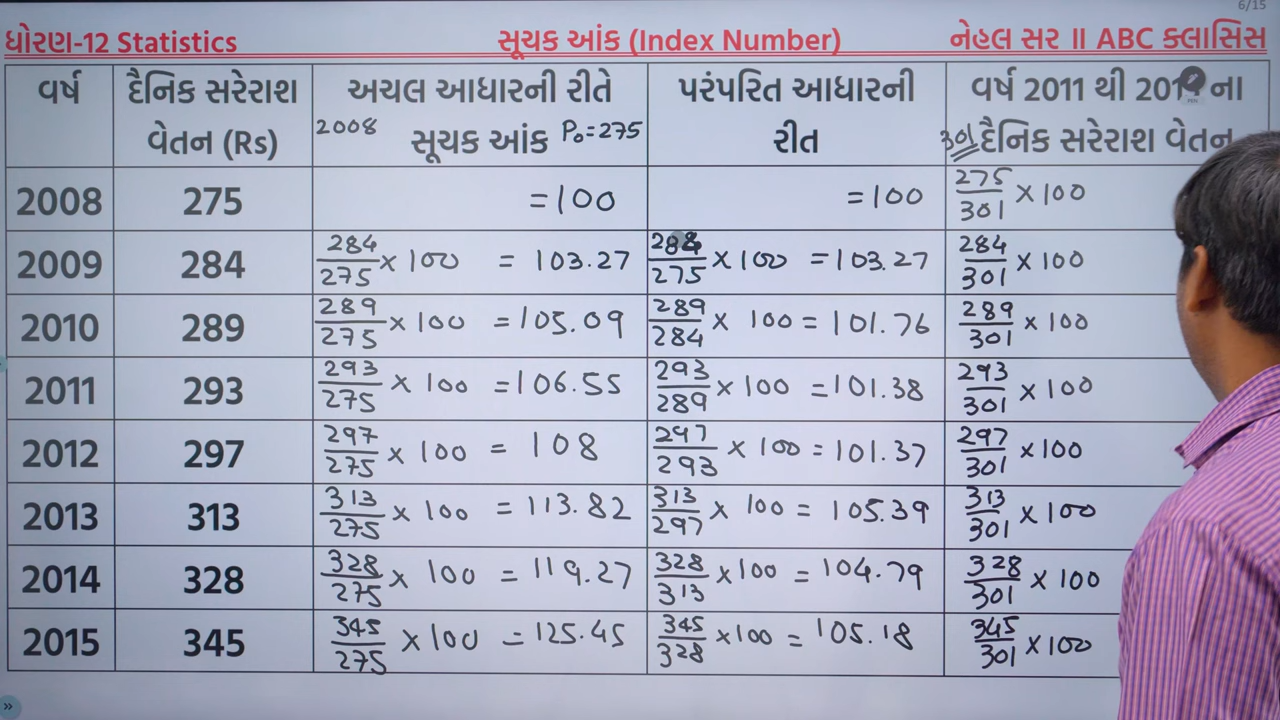 6/15
ધોરણ-12 Statistics સૂચક આંક (Index Number) નેહલ સર ॥ ABC ક્લાસિસ
વર્ષ દૈનિક સરેરાશ વેતન (Rs) અચલ આધારની રીતે સૂચક આંક 2008 P₀=275 પરંપરિત આધારની રીત વર્ષ 2011 થી ના 301 દૈનિક સરેરાશ વેતન
2008 275 =100 =100 275/301 × 100
2009 284 284/275 × 100 = 103.27 284/275 × 100 =103.27 284/301 × 100
2010 289 289/275 × 100 =105.09 289/284 × 100 = 101.76 289/301 × 100
2011 293 293/275 × 100 =106.55 293/289 × 100 =101.38 293/301 × 100
2012 297 297/275 × 100 = 108 297/293 × 100 = 101.37 297/301 × 100
2013 313 313/275 × 100 = 113.82 313/297 × 100 = 105.39 313/301 × 100
2014 328 328/275 × 100 = 119.27 328/313 × 100 = 104.79 328/301 × 100
2015 345 345/275 × 100 = 125.45 345/328 × 100 = 105.18 345/301 × 100